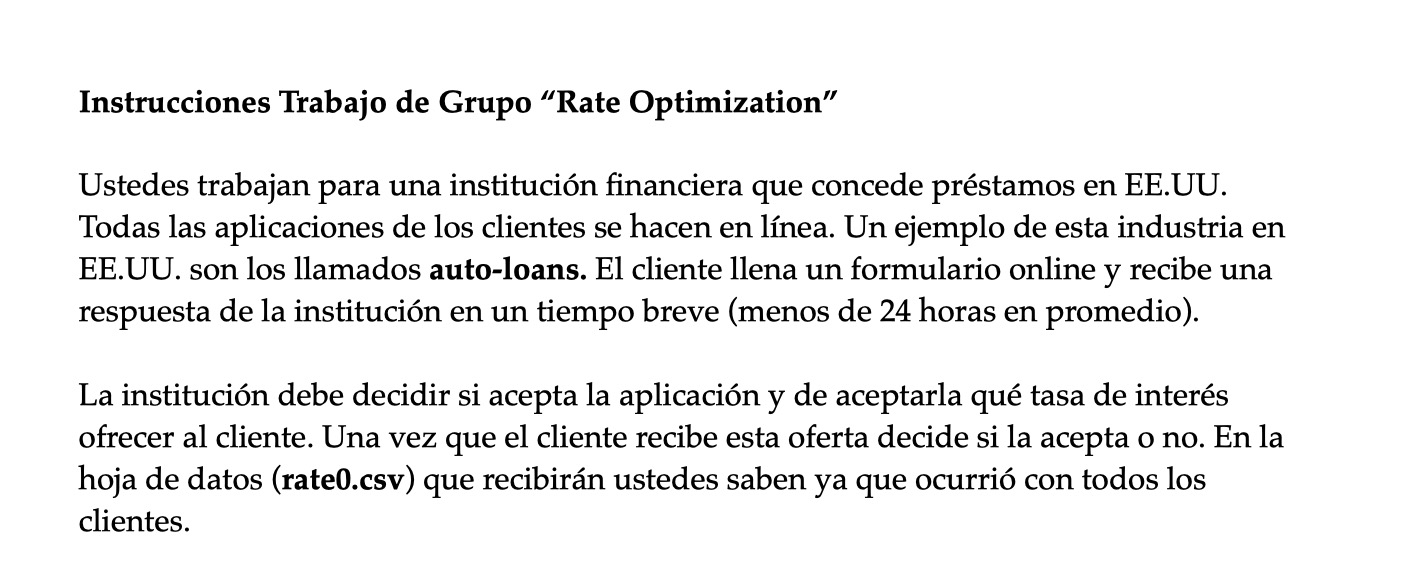 Instrucciones Trabajo de Grupo “Rate Optimization”
Ustedes trabajan para una institución financiera que concede préstamos en EE.UU.
Todas las aplicaciones de los clientes se hacen en línea. Un ejemplo de esta industria en
EE.UU. son los llamados auto-loans. El cliente llena un formulario online y recibe una
respuesta de la institución en un tiempo breve (menos de 24 horas en promedio).
La institución debe decidir si acepta la aplicación y de aceptarla qué tasa de interés
ofrecer al cliente. Una vez que el cliente recibe esta oferta decide si la acepta o no. En la
hoja de datos (rate0.csv) que recibirán ustedes saben ya que ocurrió con todos los
clientes.